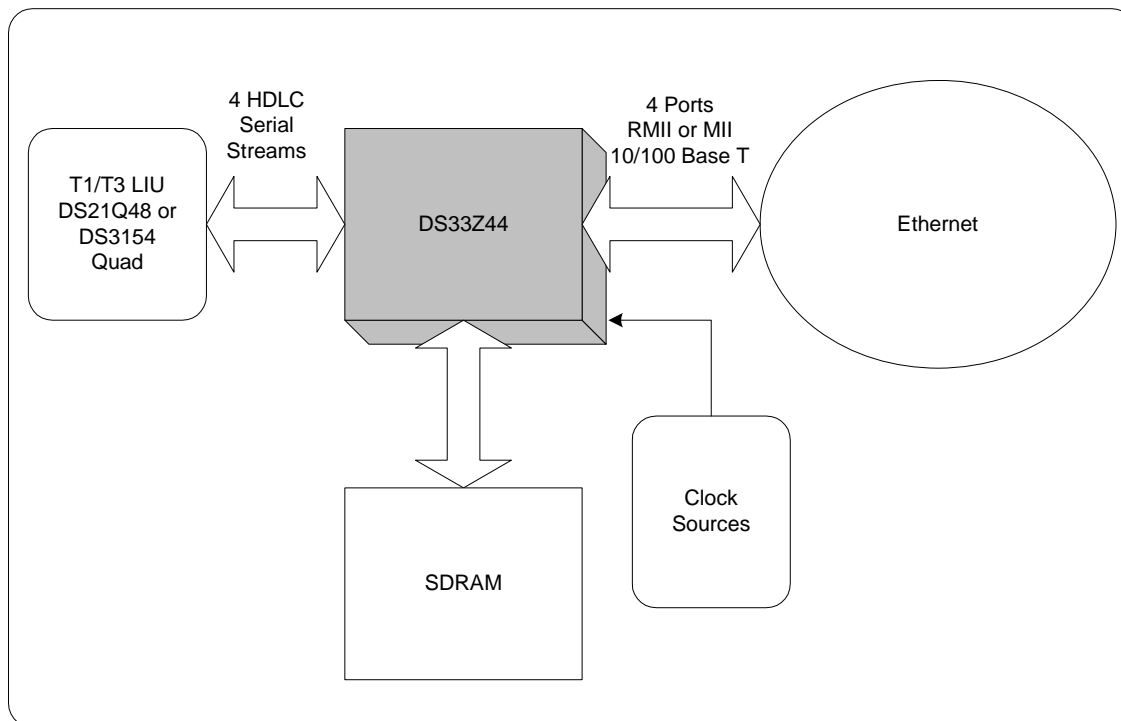 4 HDLC
Serial
Streams
4 Ports
RMII or MII
10/100 Base T
T1/T3 LIU
DS21Q48 or
DS3154
Quad
DS33Z44
Ethernet
Clock
Sources
SDRAM